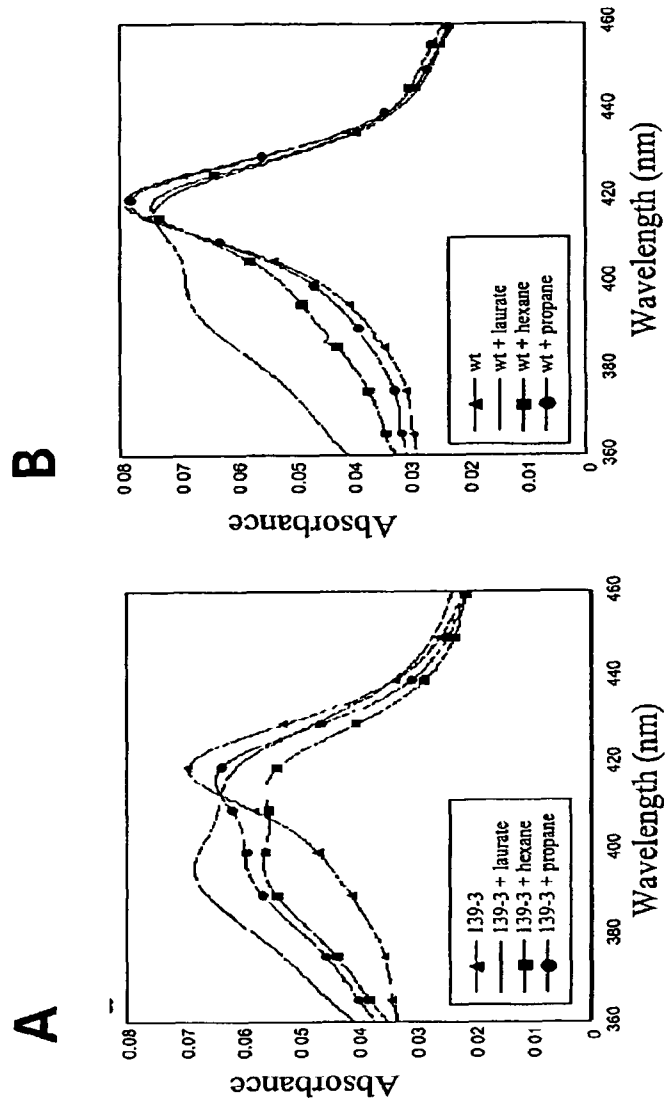 A
Absorbance
0.08
0.07
0.06
0.05
0.04
0.03
0.02
0.01
0
360
380
400
420
440
460
Wavelength (nm)
139-3
139-3 + laurate
139-3 + hexane
139-3 + propane
B
Absorbance
0.08
0.07
0.06
0.05
0.04
0.03
0.02
0.01
0
360
380
400
420
440
460
Wavelength (nm)
wt
wt + laurate
wt + hexane
wt + propane